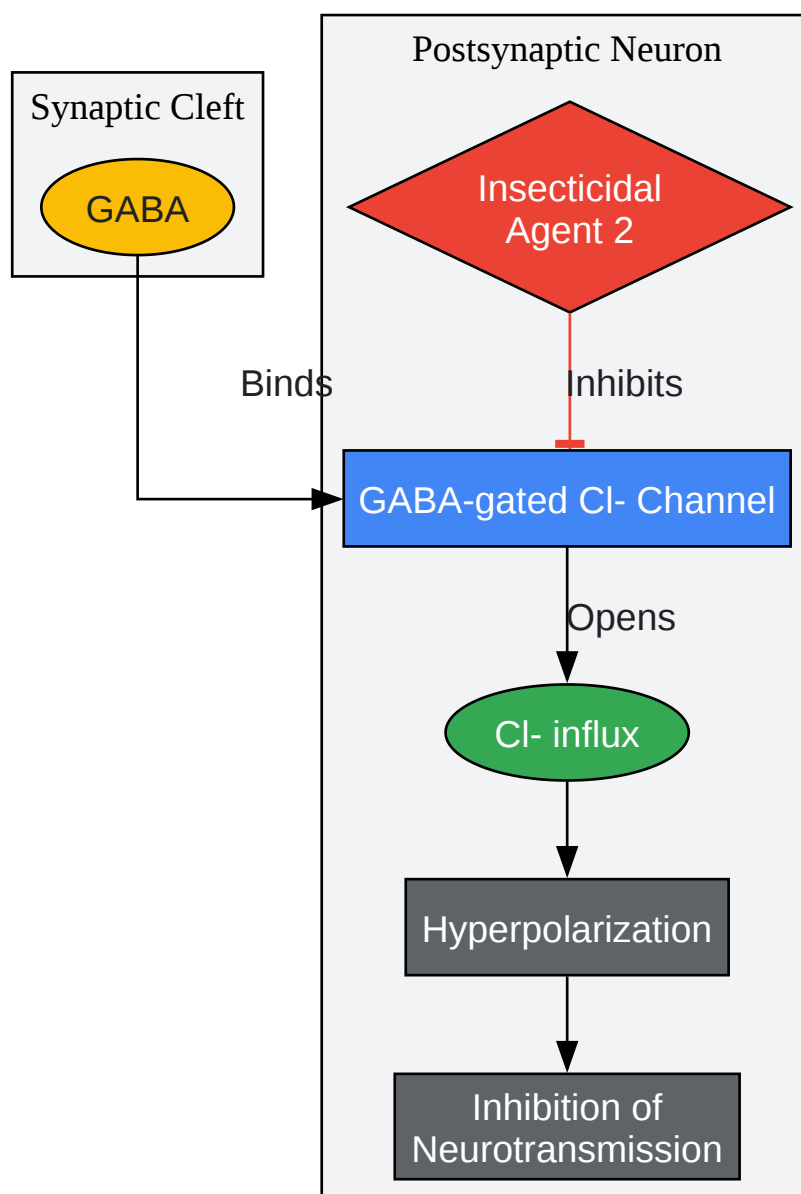 Postsynaptic Neuron
Synaptic Cleft
GABA
Insecticidal
Agent 2
Binds
Inhibits
GABA-gated Cl- Channel
Opens
Cl- influx
Hyperpolarization
Inhibition of
Neurotransmission